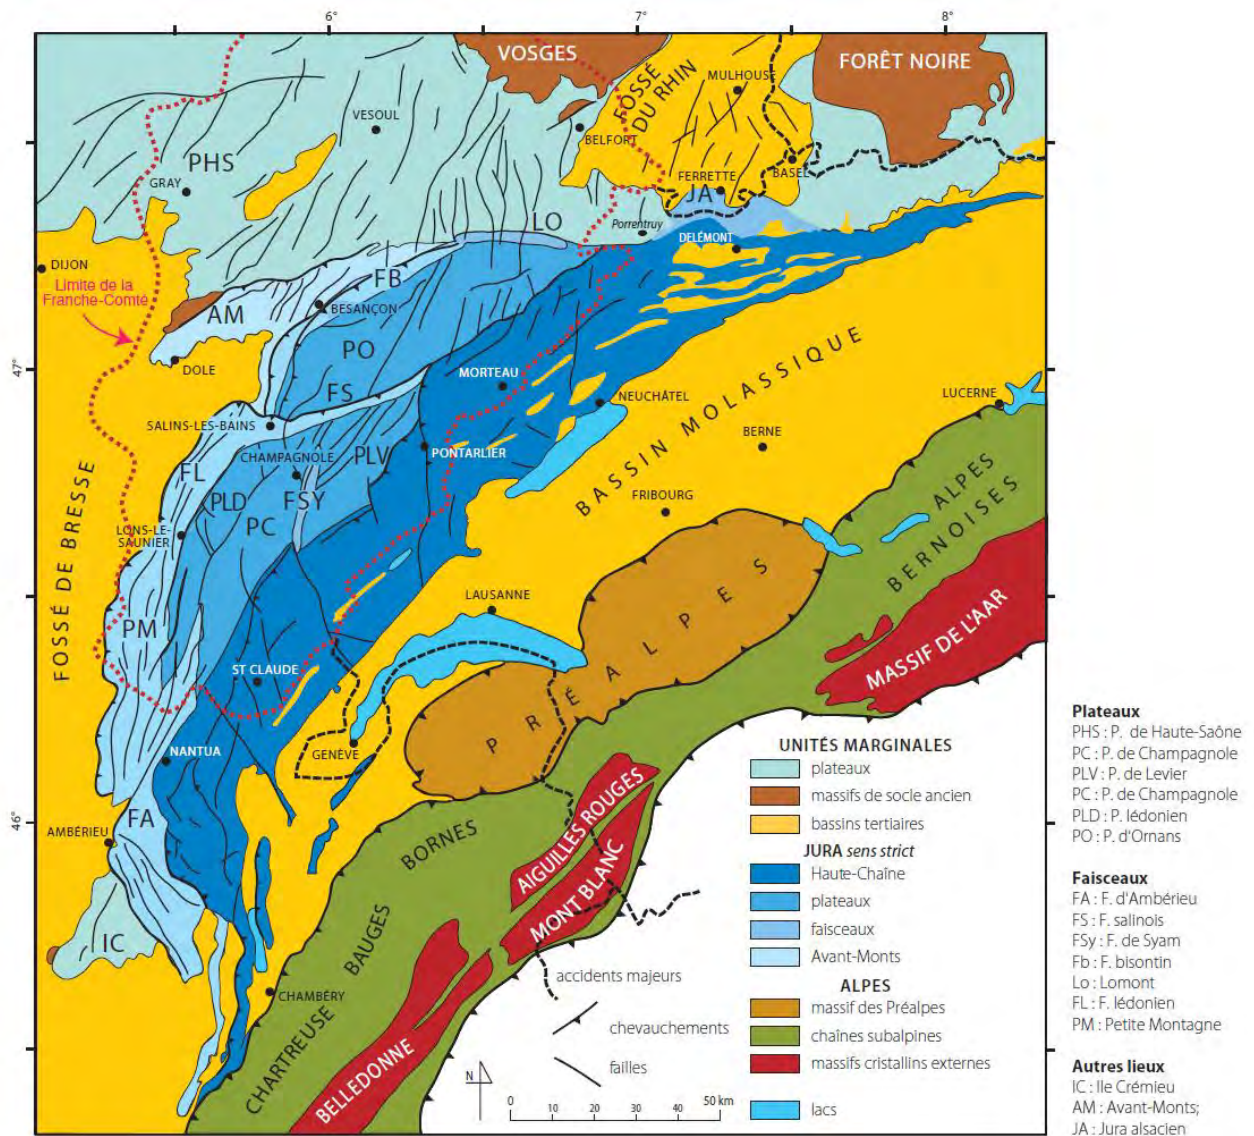 6°
7°
8°
VOSGES
FORÊT NOIRE
FOSSÉ
DU RHIN
MULHOUSE
VESOUL
BELFORT
PHS
GRAY
BASEL
FERRETTE
JA
LO
Porrentruy
DELÉMONT
DIJON
Limite de la
Franche-Comté
FB
AM
BESANÇON
47°
DOLE
PO
MORTEAU
FS
NEUCHÂTEL
LUCERNE
SALINS-LES-BAINS
BERNE
BASSIN MOLASSIQUE
CHAMPAGNOLE
PLV
PONTARLIER
FL
PLD
FSY
FRIBOURG
ALPES
BERNOISES
PC
LONS-LE-
SAUNIER
FOSSÉ DE BRESSE
LAUSANNE
PM
PRÉALPES
MASSIF DE L'AAR
ST CLAUDE
NANTUA
GENÈVE
46°
AMBÉRIEU
FA
BORNES
AIGUILLES ROUGES
MONT BLANC
BAUGES
IC
CHAMBÉRY
CHARTREUSE
BELLEDONNE
accidents majeurs
chevauchements
failles
N
0 10 20 30 40 50 km
UNITÉS MARGINALES
plateaux
massifs de socle ancien
bassins tertiaires
JURA sens strict
Haute-Chaîne
plateaux
faisceaux
Avant-Monts
ALPES
massif des Préalpes
chaînes subalpines
massifs cristallins externes
lacs
Plateaux
PHS : P. de Haute-Saône
PC : P. de Champagnole
PLV : P. de Levier
PC : P. de Champagnole
PLD : P. lédonien
PO : P. d'Ornans
Faisceaux
FA : F. d'Ambérieu
FS : F. salinois
FSy : F. de Syam
Fb : F. bisontin
Lo : Lomont
FL : F. lédonien
PM : Petite Montagne
Autres lieux
IC : Ile Crémieu
AM : Avant-Monts;
JA : Jura alsacien